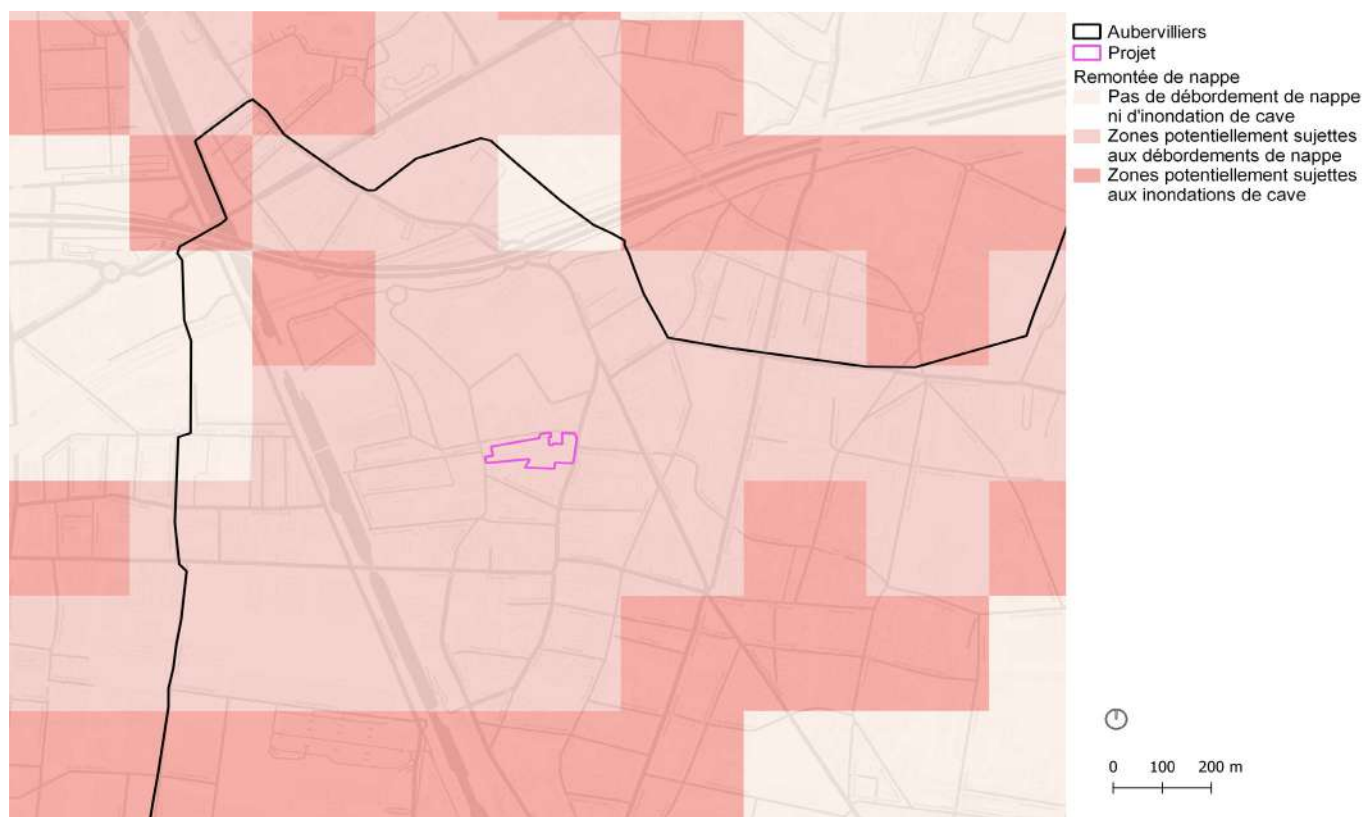 Aubervilliers
Projet
Remontée de nappe
Pas de débordement de nappe
ni d'inondation de cave
Zones potentiellement sujettes
aux débordements de nappe
Zones potentiellement sujettes
aux inondations de cave
0 100 200 m